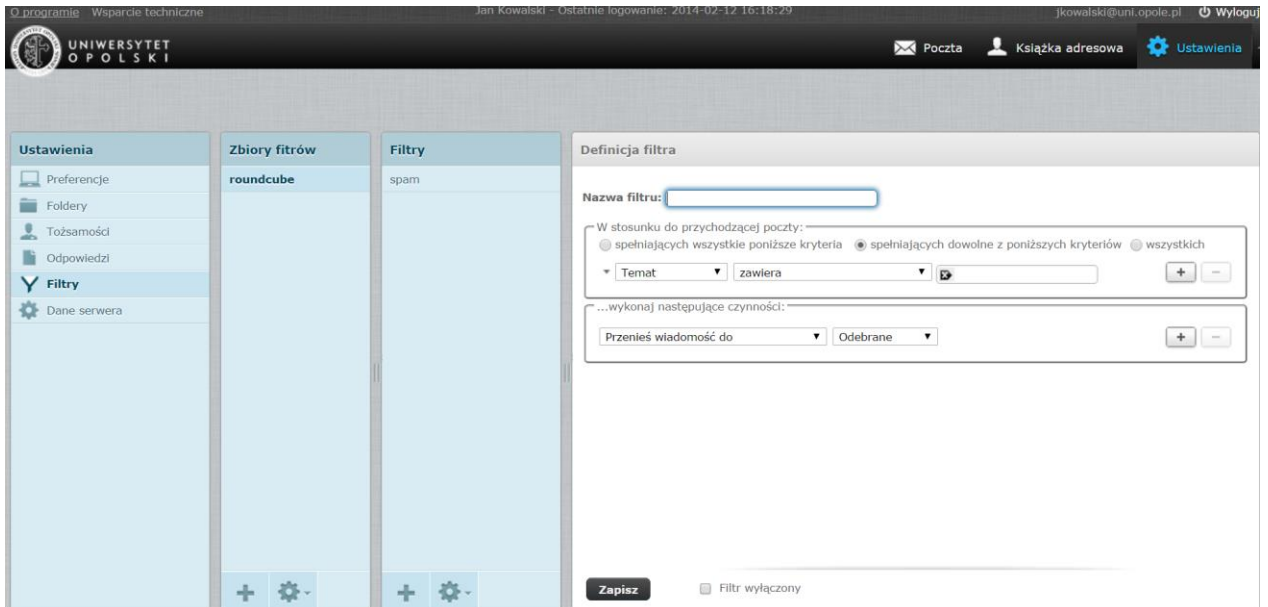 O programie Wsparcie techniczne Jan Kowalski - Ostatnie logowanie: 2014-02-12 16:18:29 jkowalski@uni.opole.pl Wyloguj
UNIWERSYTET
OPOLSKI
Poczta Książka adresowa Ustawienia
Ustawienia
Preferencje
Foldery
Tożsamości
Odpowiedzi
Filtry
Dane serwera
Zbiory fitrów
roundcube
Filtry
spam
Definicja filtra
Nazwa filtru:
W stosunku do przychodzącej poczty:
spełniających wszystkie poniższe kryteria spełniających dowolne z poniższych kryteriów wszystkich
Temat zawiera + −
...wykonaj następujące czynności:
Przenieś wiadomość do Odebrane + −
Zapisz Filtr wyłączony